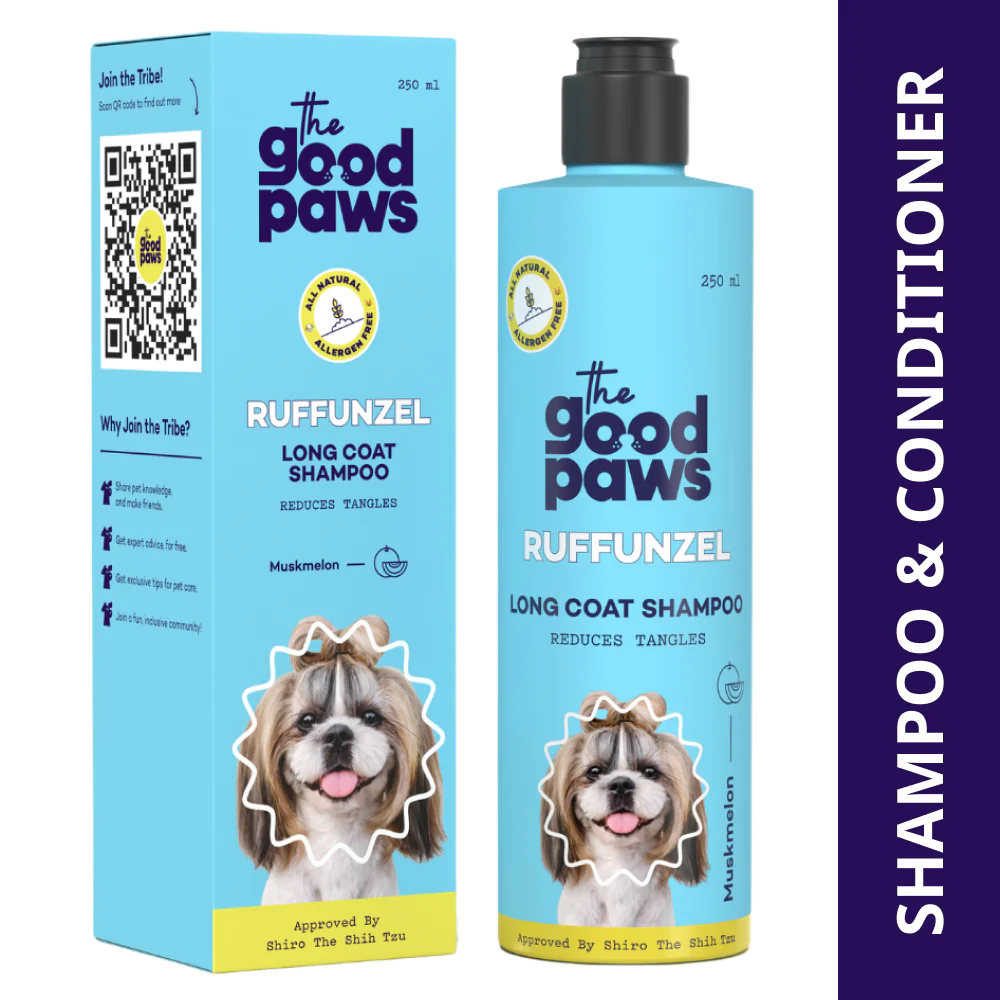 Join the Tribe!
Scan QR code to find out more
the
good
paws
Why Join the Tribe?
Share pet knowledge,
and make friends.
Get expert advice, for free.
Get exclusive tips for pet care.
Join a fun, inclusive community!
250 ml
the
good
paws
ALL NATURAL
ALLERGEN FREE
RUFFUNZEL
LONG COAT
SHAMPOO
REDUCES TANGLES
Muskmelon
Approved By
Shiro The Shih Tzu
ALL NATURAL
ALLERGEN FREE
250 ml
the
good
paws
RUFFUNZEL
LONG COAT SHAMPOO
REDUCES TANGLES
Muskmelon
Approved By Shiro The Shih Tzu
SHAMPOO & CONDITIONER